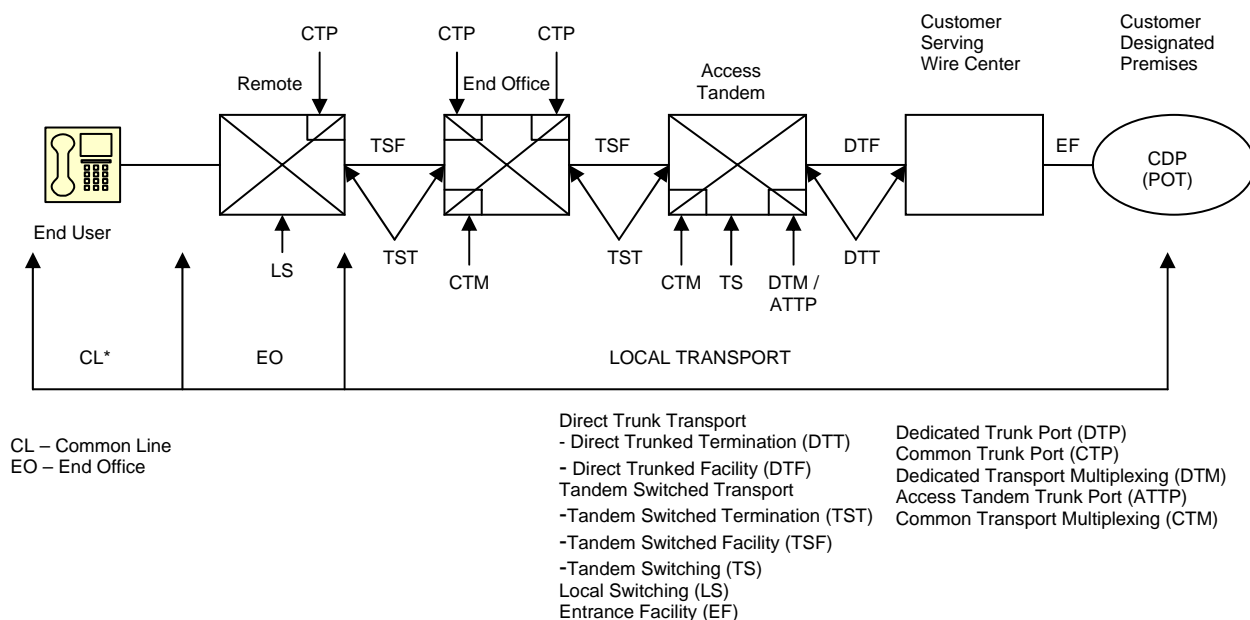 Customer
Serving
Wire Center
Customer
Designated
Premises
CTP
CTP
CTP
Remote
End Office
Access
Tandem
TSF
TSF
DTF
EF
CDP
(POT)
End User
LS
TST
CTM
TST
CTM
TS
DTM /
ATTP
DTT
CL*
EO
LOCAL TRANSPORT
CL – Common Line
EO – End Office
Direct Trunk Transport
- Direct Trunked Termination (DTT)
- Direct Trunked Facility (DTF)
Tandem Switched Transport
-Tandem Switched Termination (TST)
-Tandem Switched Facility (TSF)
-Tandem Switching (TS)
Local Switching (LS)
Entrance Facility (EF)
Dedicated Trunk Port (DTP)
Common Trunk Port (CTP)
Dedicated Transport Multiplexing (DTM)
Access Tandem Trunk Port (ATTP)
Common Transport Multiplexing (CTM)